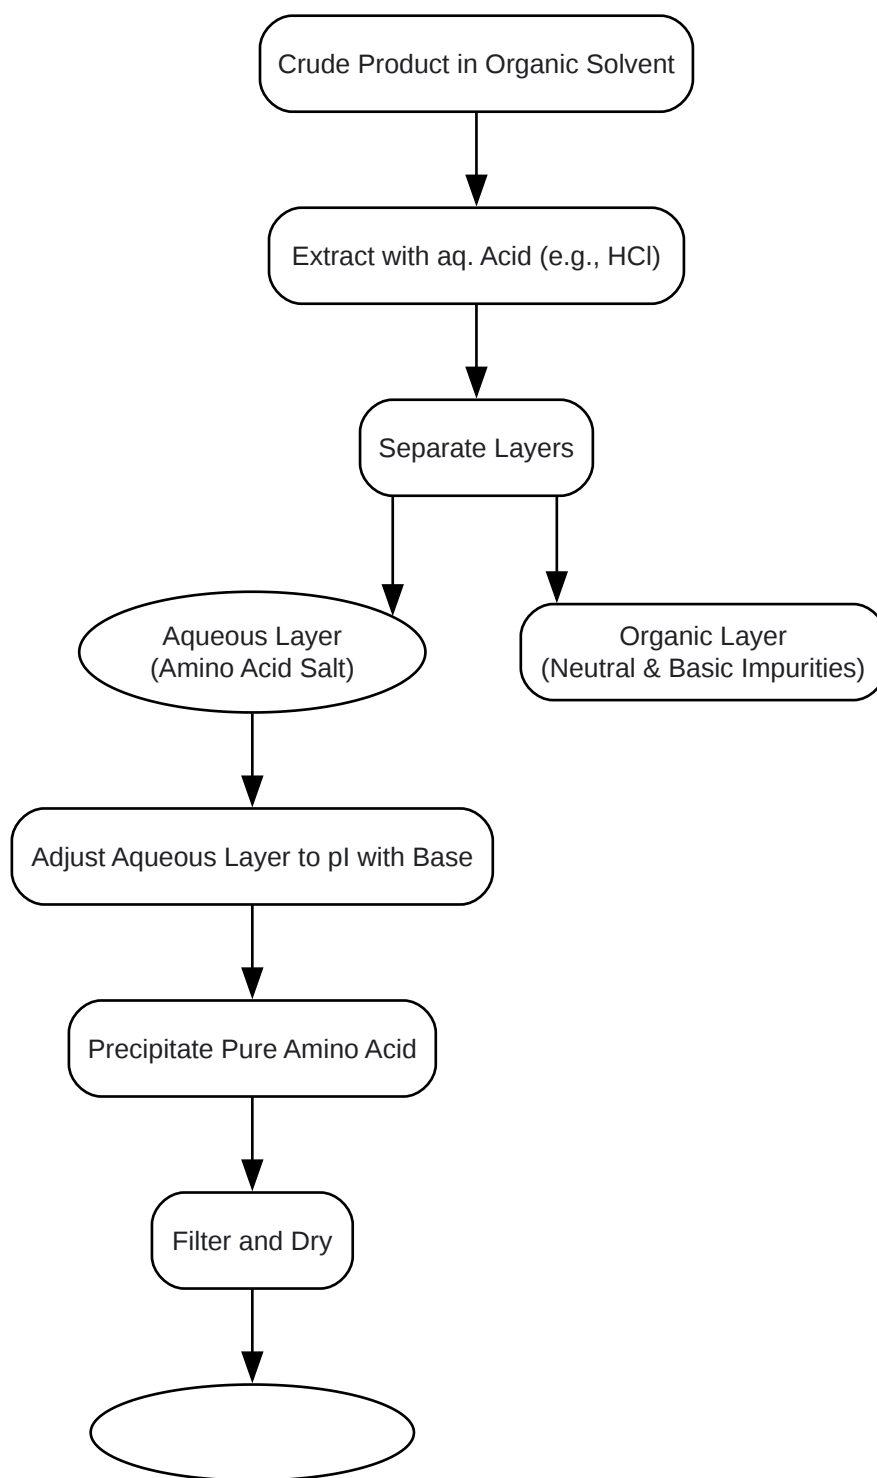 Crude Product in Organic Solvent
Extract with aq. Acid (e.g., HCl)
Separate Layers
Aqueous Layer
(Amino Acid Salt)
Organic Layer
(Neutral & Basic Impurities)
Adjust Aqueous Layer to pI with Base
Precipitate Pure Amino Acid
Filter and Dry